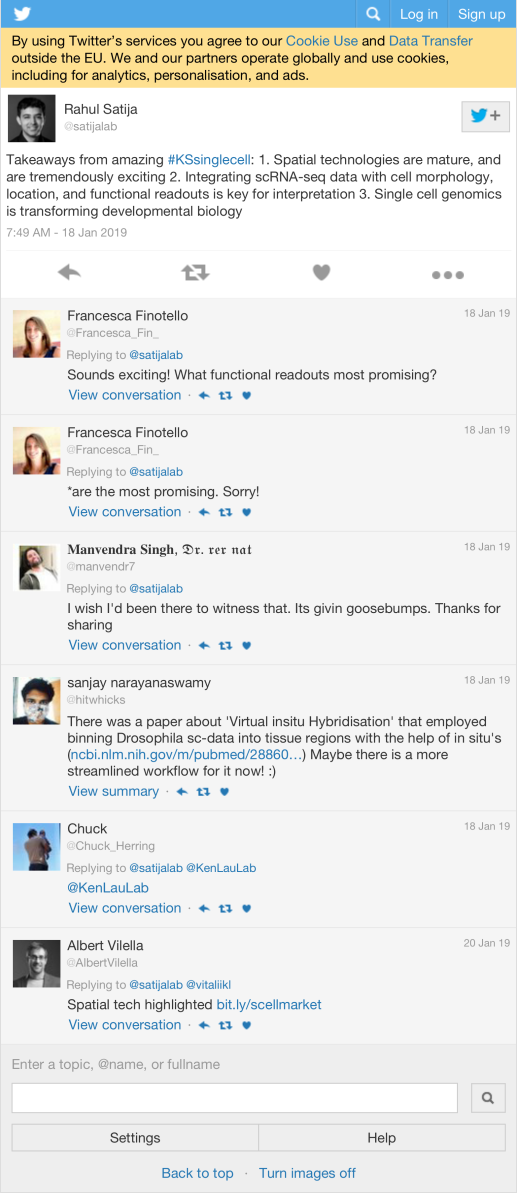 Log in
Sign up
By using Twitter's services you agree to our Cookie Use and Data Transfer
outside the EU. We and our partners operate globally and use cookies,
including for analytics, personalisation, and ads.
Rahul Satija
@satijalab
Takeaways from amazing #KSsinglecell: 1. Spatial technologies are mature, and
are tremendously exciting 2. Integrating scRNA-seq data with cell morphology,
location, and functional readouts is key for interpretation 3. Single cell genomics
is transforming developmental biology
7:49 AM - 18 Jan 2019
Francesca Finotello
18 Jan 19
@Francesca_Fin_
Replying to @satijalab
Sounds exciting! What functional readouts most promising?
View conversation ·
Francesca Finotello
18 Jan 19
@Francesca_Fin_
Replying to @satijalab
*are the most promising. Sorry!
View conversation ·
𝐌𝐚𝐧𝐯𝐞𝐧𝐝𝐫𝐚 𝐒𝐢𝐧𝐠𝐡, 𝔇𝔯. 𝔯𝔢𝔯 𝔫𝔞𝔱
18 Jan 19
@manvendr7
Replying to @satijalab
I wish I'd been there to witness that. Its givin goosebumps. Thanks for
sharing
View conversation ·
sanjay narayanaswamy
18 Jan 19
@hitwhicks
There was a paper about 'Virtual insitu Hybridisation' that employed
binning Drosophila sc-data into tissue regions with the help of in situ's
(ncbi.nlm.nih.gov/m/pubmed/28860…) Maybe there is a more
streamlined workflow for it now! :)
View summary ·
Chuck
18 Jan 19
@Chuck_Herring
Replying to @satijalab @KenLauLab
@KenLauLab
View conversation ·
Albert Vilella
20 Jan 19
@AlbertVilella
Replying to @satijalab @vitaliikl
Spatial tech highlighted bit.ly/scellmarket
View conversation ·
Enter a topic, @name, or fullname
Settings
Help
Back to top · Turn images off